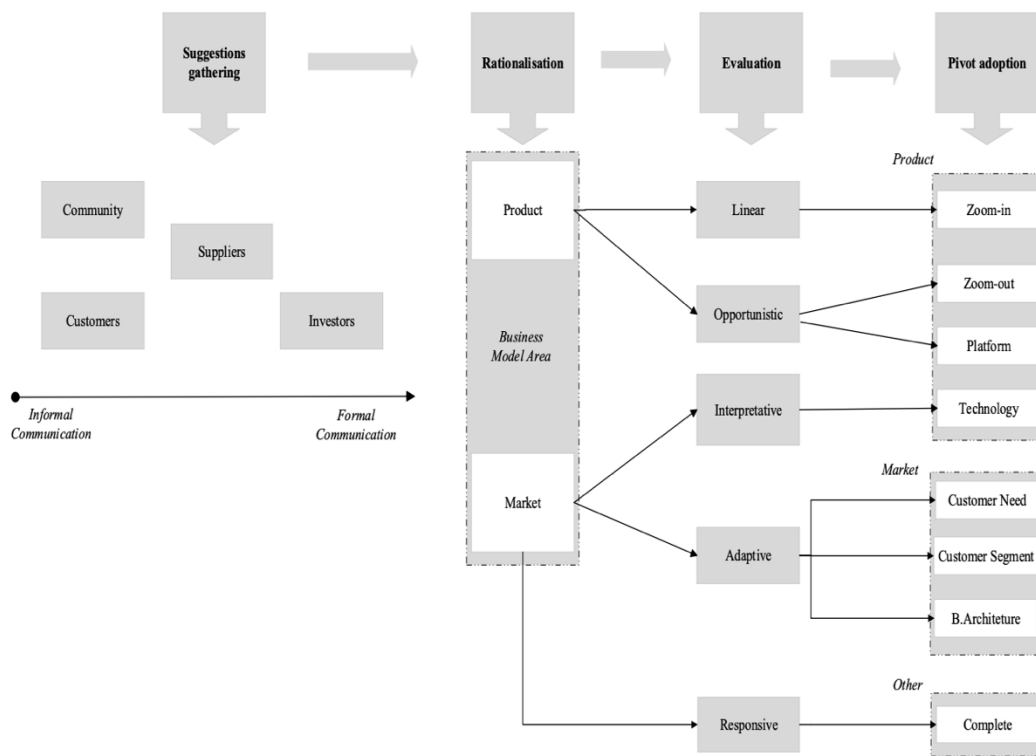 Suggestions
gathering
Rationalisation
Evaluation
Pivot adoption
Community
Suppliers
Customers
Investors
Informal
Communication
Formal
Communication
Product
Business
Model Area
Market
Linear
Opportunistic
Interpretative
Adaptive
Responsive
Product
Zoom-in
Zoom-out
Platform
Technology
Market
Customer Need
Customer Segment
B.Architeture
Other
Complete